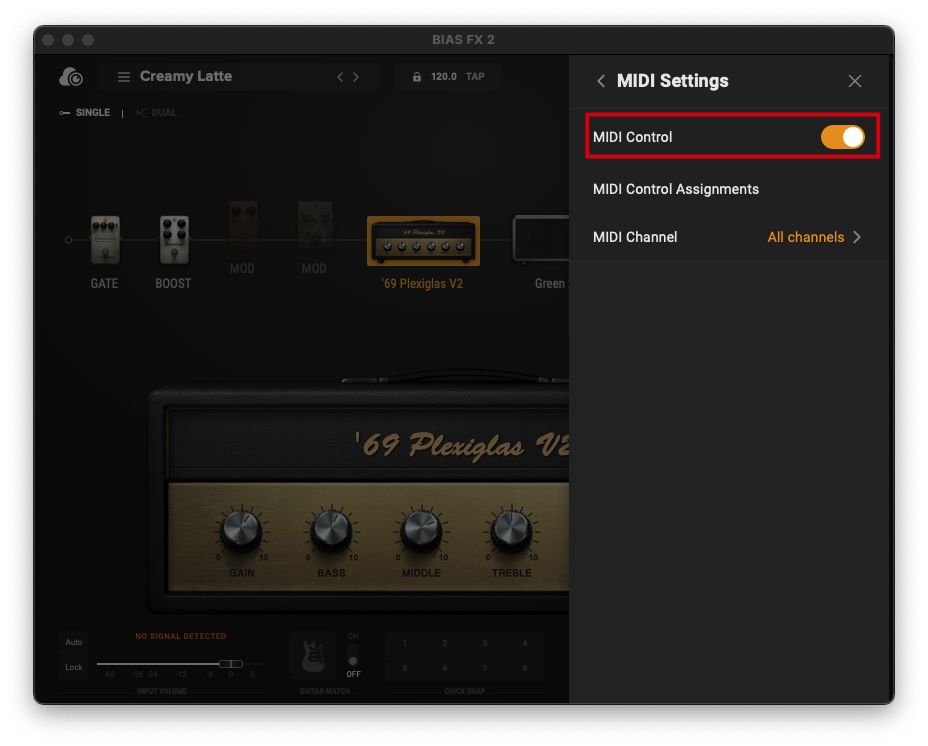 BIAS FX 2
Creamy Latte
120.0 TAP
MIDI Settings
SINGLE | DUAL
MIDI Control
MIDI Control Assignments
MIDI Channel All channels
'69 Plexiglas V2
GATE BOOST MOD MOD '69 Plexiglas V2 Green
'69 Plexiglas V2
0 10 0 10 0 10 0 10
GAIN BASS MIDDLE TREBLE
Auto NO SIGNAL DETECTED ON 1 2 3 4
Lock 5 6 7 8
-60 -36 -24 -12 -6 0 6 OFF
INPUT VOLUME GUITAR MATCH QUICK SNAP